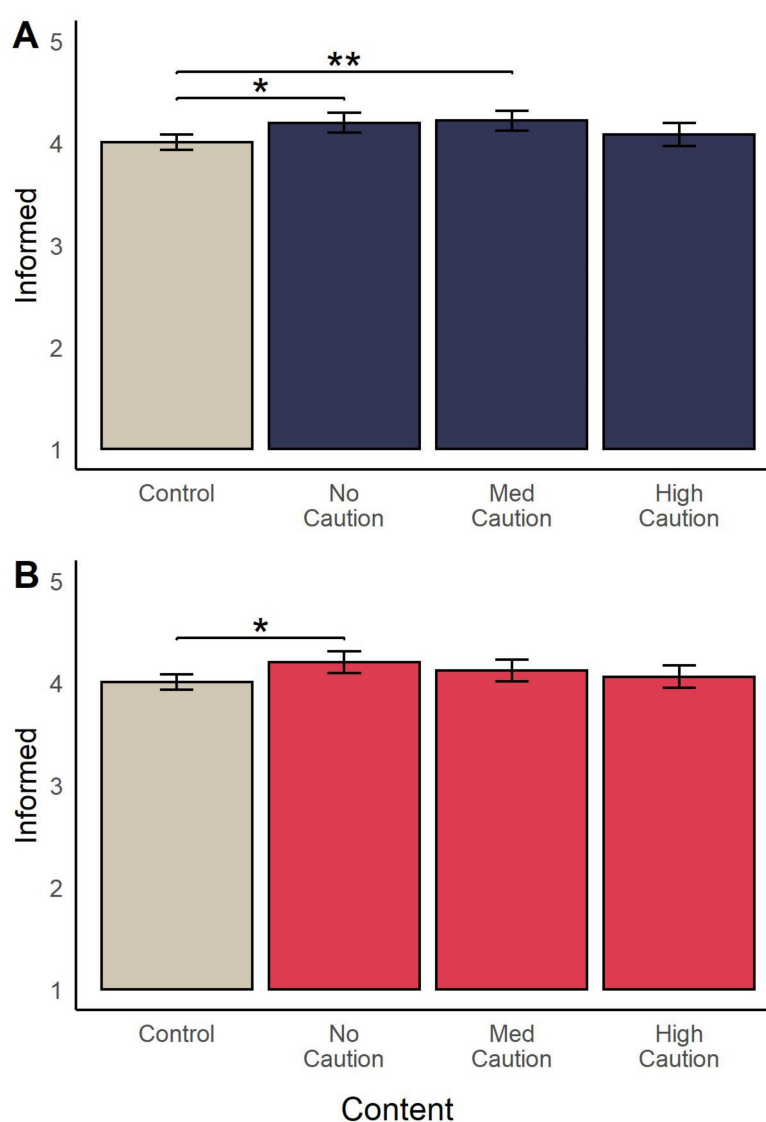 A
5
4
3
2
1
Informed
**
*
Control
No
Caution
Med
Caution
High
Caution
B
5
4
3
2
1
Informed
*
Control
No
Caution
Med
Caution
High
Caution
Content